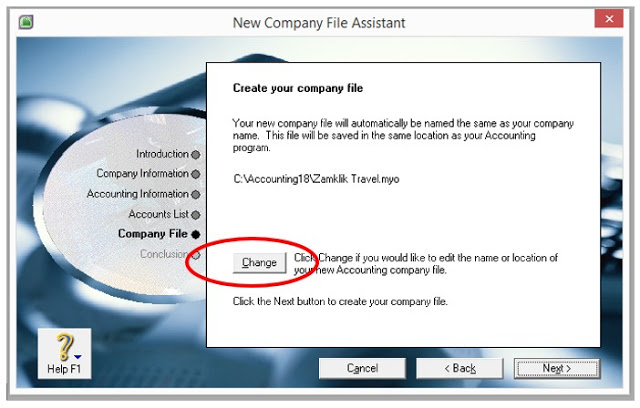 New Company File Assistant
Create your company file
Your new company file will automatically be named the same as your company
name. This file will be saved in the same location as your Accounting
program.
C:\Accounting18\Zamklik Travel.myo
Introduction
Company Information
Accounting Information
Accounts List
Company File
Conclusion
Change
Click Change if you would like to edit the name or location of
your new Accounting company file.
Click the Next button to create your company file.
Help F1
Cancel
< Back
Next >